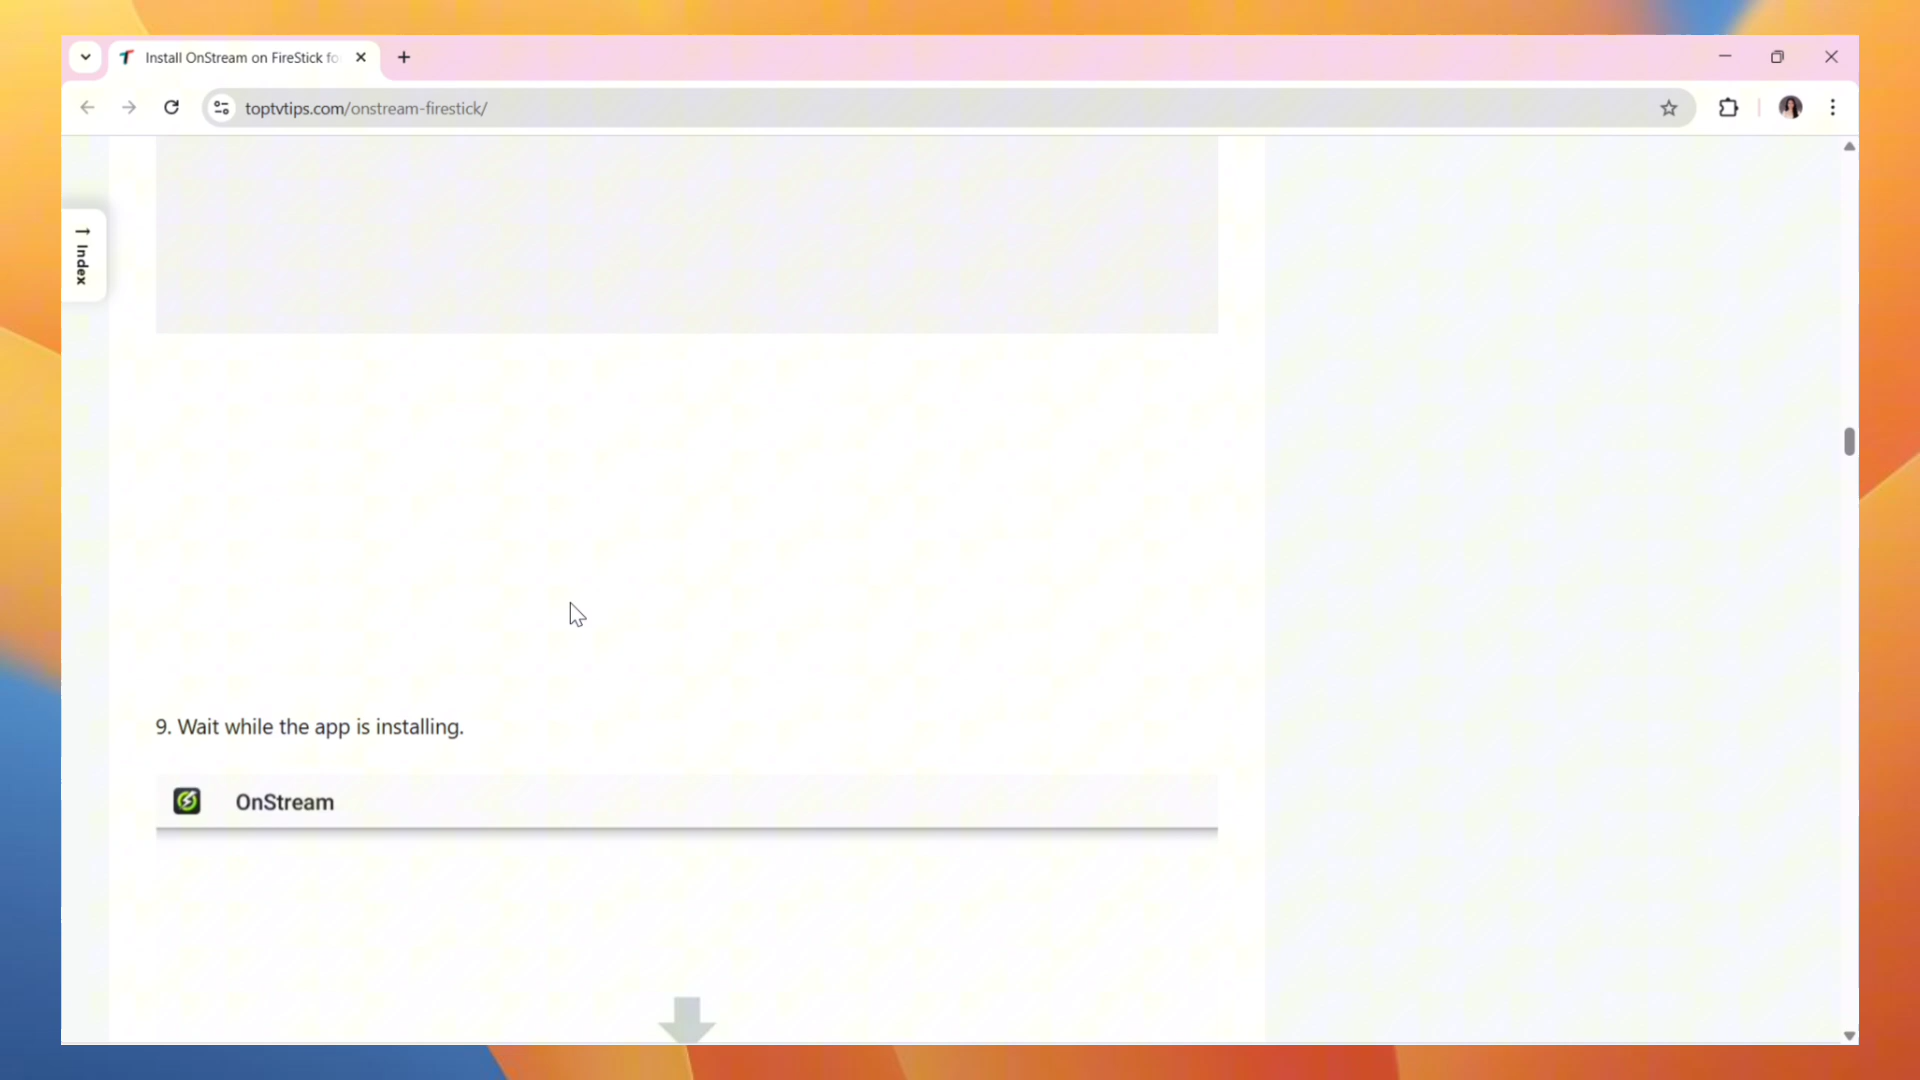 Install OnStream on FireStick fo
toptvtips.com/onstream-firestick/
↑ Index
9. Wait while the app is installing.
OnStream